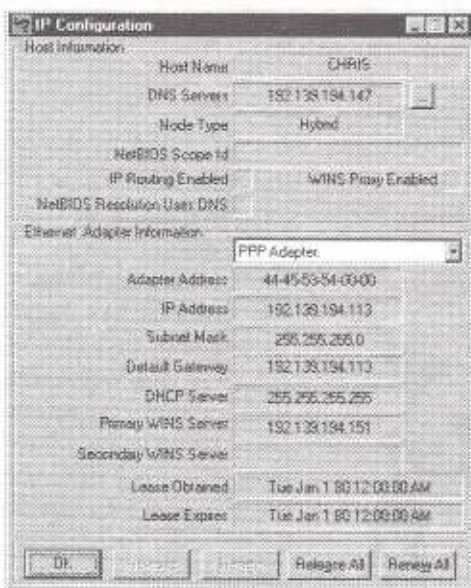 IP Configuration
Host Information
Host Name CHRIS
DNS Servers 192.139.194.147 ...
Node Type Hybrid
NetBIOS Scope Id
IP Routing Enabled WINS Proxy Enabled
NetBIOS Resolution Uses DNS
Ethernet Adapter Information
PPP Adapter.
Adapter Address 44-45-53-54-00-00
IP Address 192.139.194.113
Subnet Mask 255.255.255.0
Default Gateway 192.139.194.113
DHCP Server 255.255.255.255
Primary WINS Server 192.139.194.151
Secondary WINS Server
Lease Obtained Tue Jan 1 80 12:00:00 AM
Lease Expires Tue Jan 1 80 12:00:00 AM
OK Release All Renew All